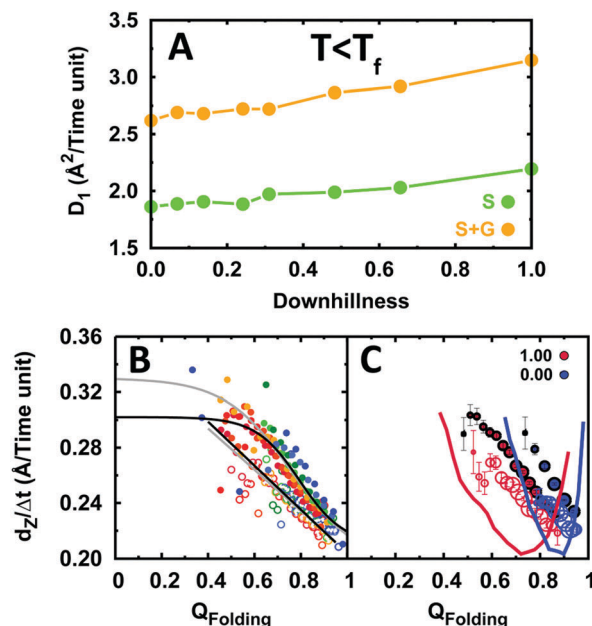 A
T<Tf
3.5
3.0
2.5
2.0
1.5
D1 (Å²/Time unit)
S
S+G
0.0 0.2 0.4 0.6 0.8 1.0
Downhillness
B
C
0.36
0.32
0.28
0.24
0.20
dZ/Δt (Å/Time unit)
1.00
0.00
0 0.2 0.4 0.6 0.8 1
0 0.2 0.4 0.6 0.8 1
QFolding
QFolding